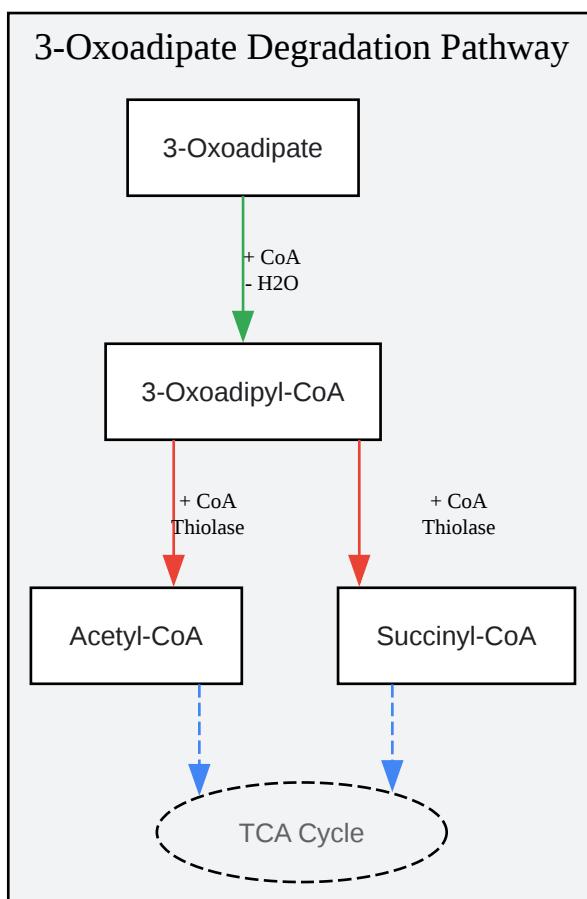 3-Oxoadipate Degradation Pathway
3-Oxoadipate
+ CoA
- H2O
3-Oxoadipyl-CoA
+ CoA
Thiolase
+ CoA
Thiolase
Acetyl-CoA
Succinyl-CoA
TCA Cycle